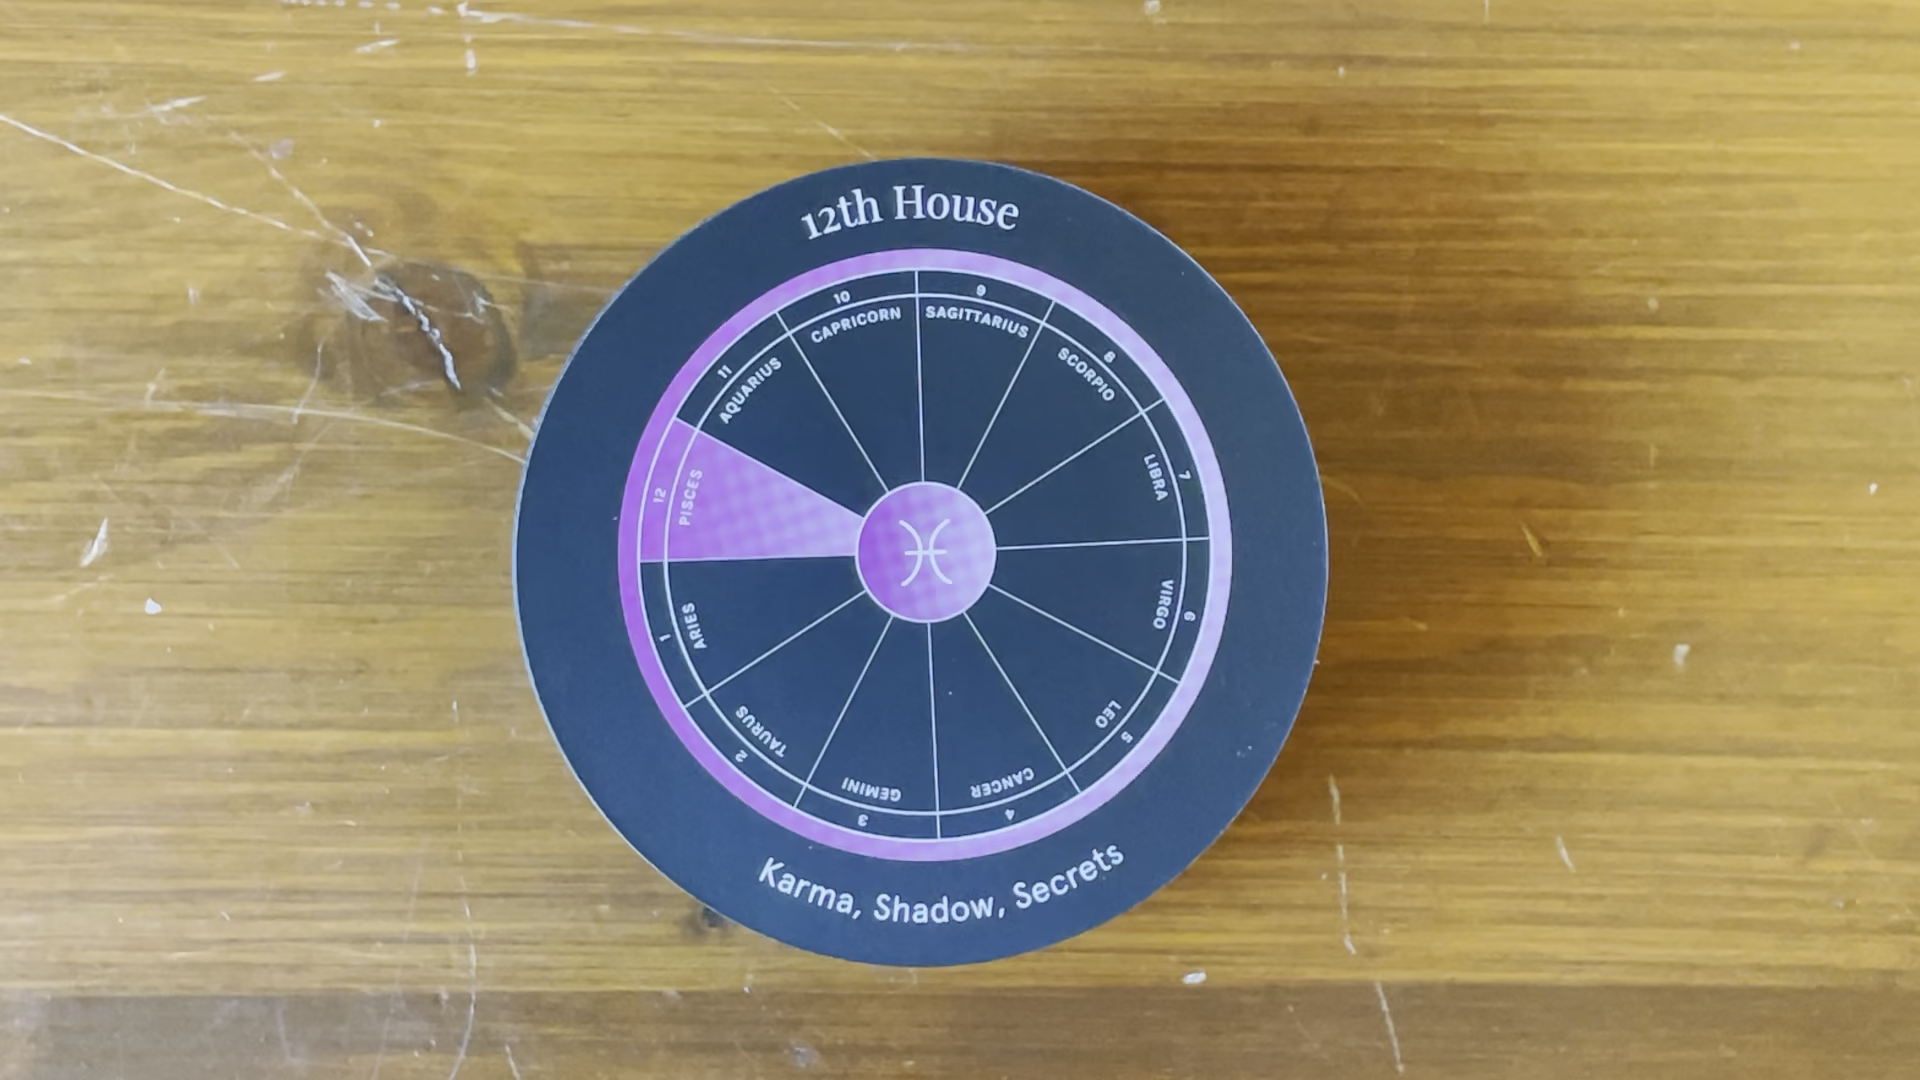 12th House
10
CAPRICORN
9
SAGITTARIUS
8
SCORPIO
7
LIBRA
6
VIRGO
5
LEO
4
CANCER
3
GEMINI
2
TAURUS
1
ARIES
12
PISCES
11
AQUARIUS
Karma, Shadow, Secrets